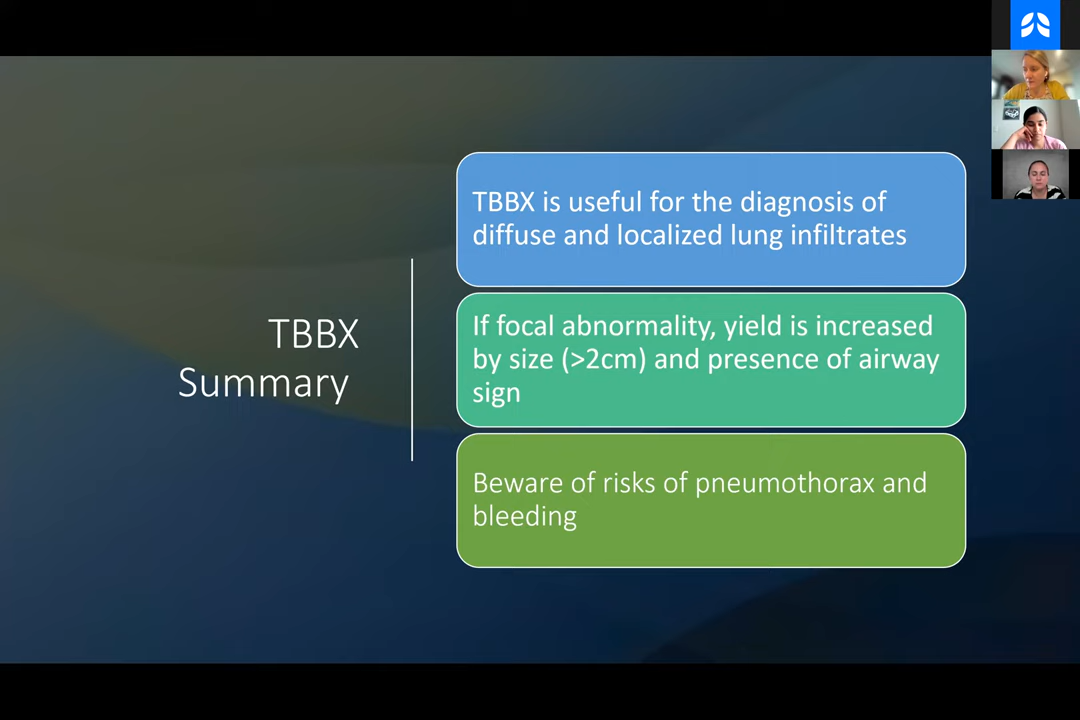 TBBX
Summary
TBBX is useful for the diagnosis of
diffuse and localized lung infiltrates
If focal abnormality, yield is increased
by size (>2cm) and presence of airway
sign
Beware of risks of pneumothorax and
bleeding